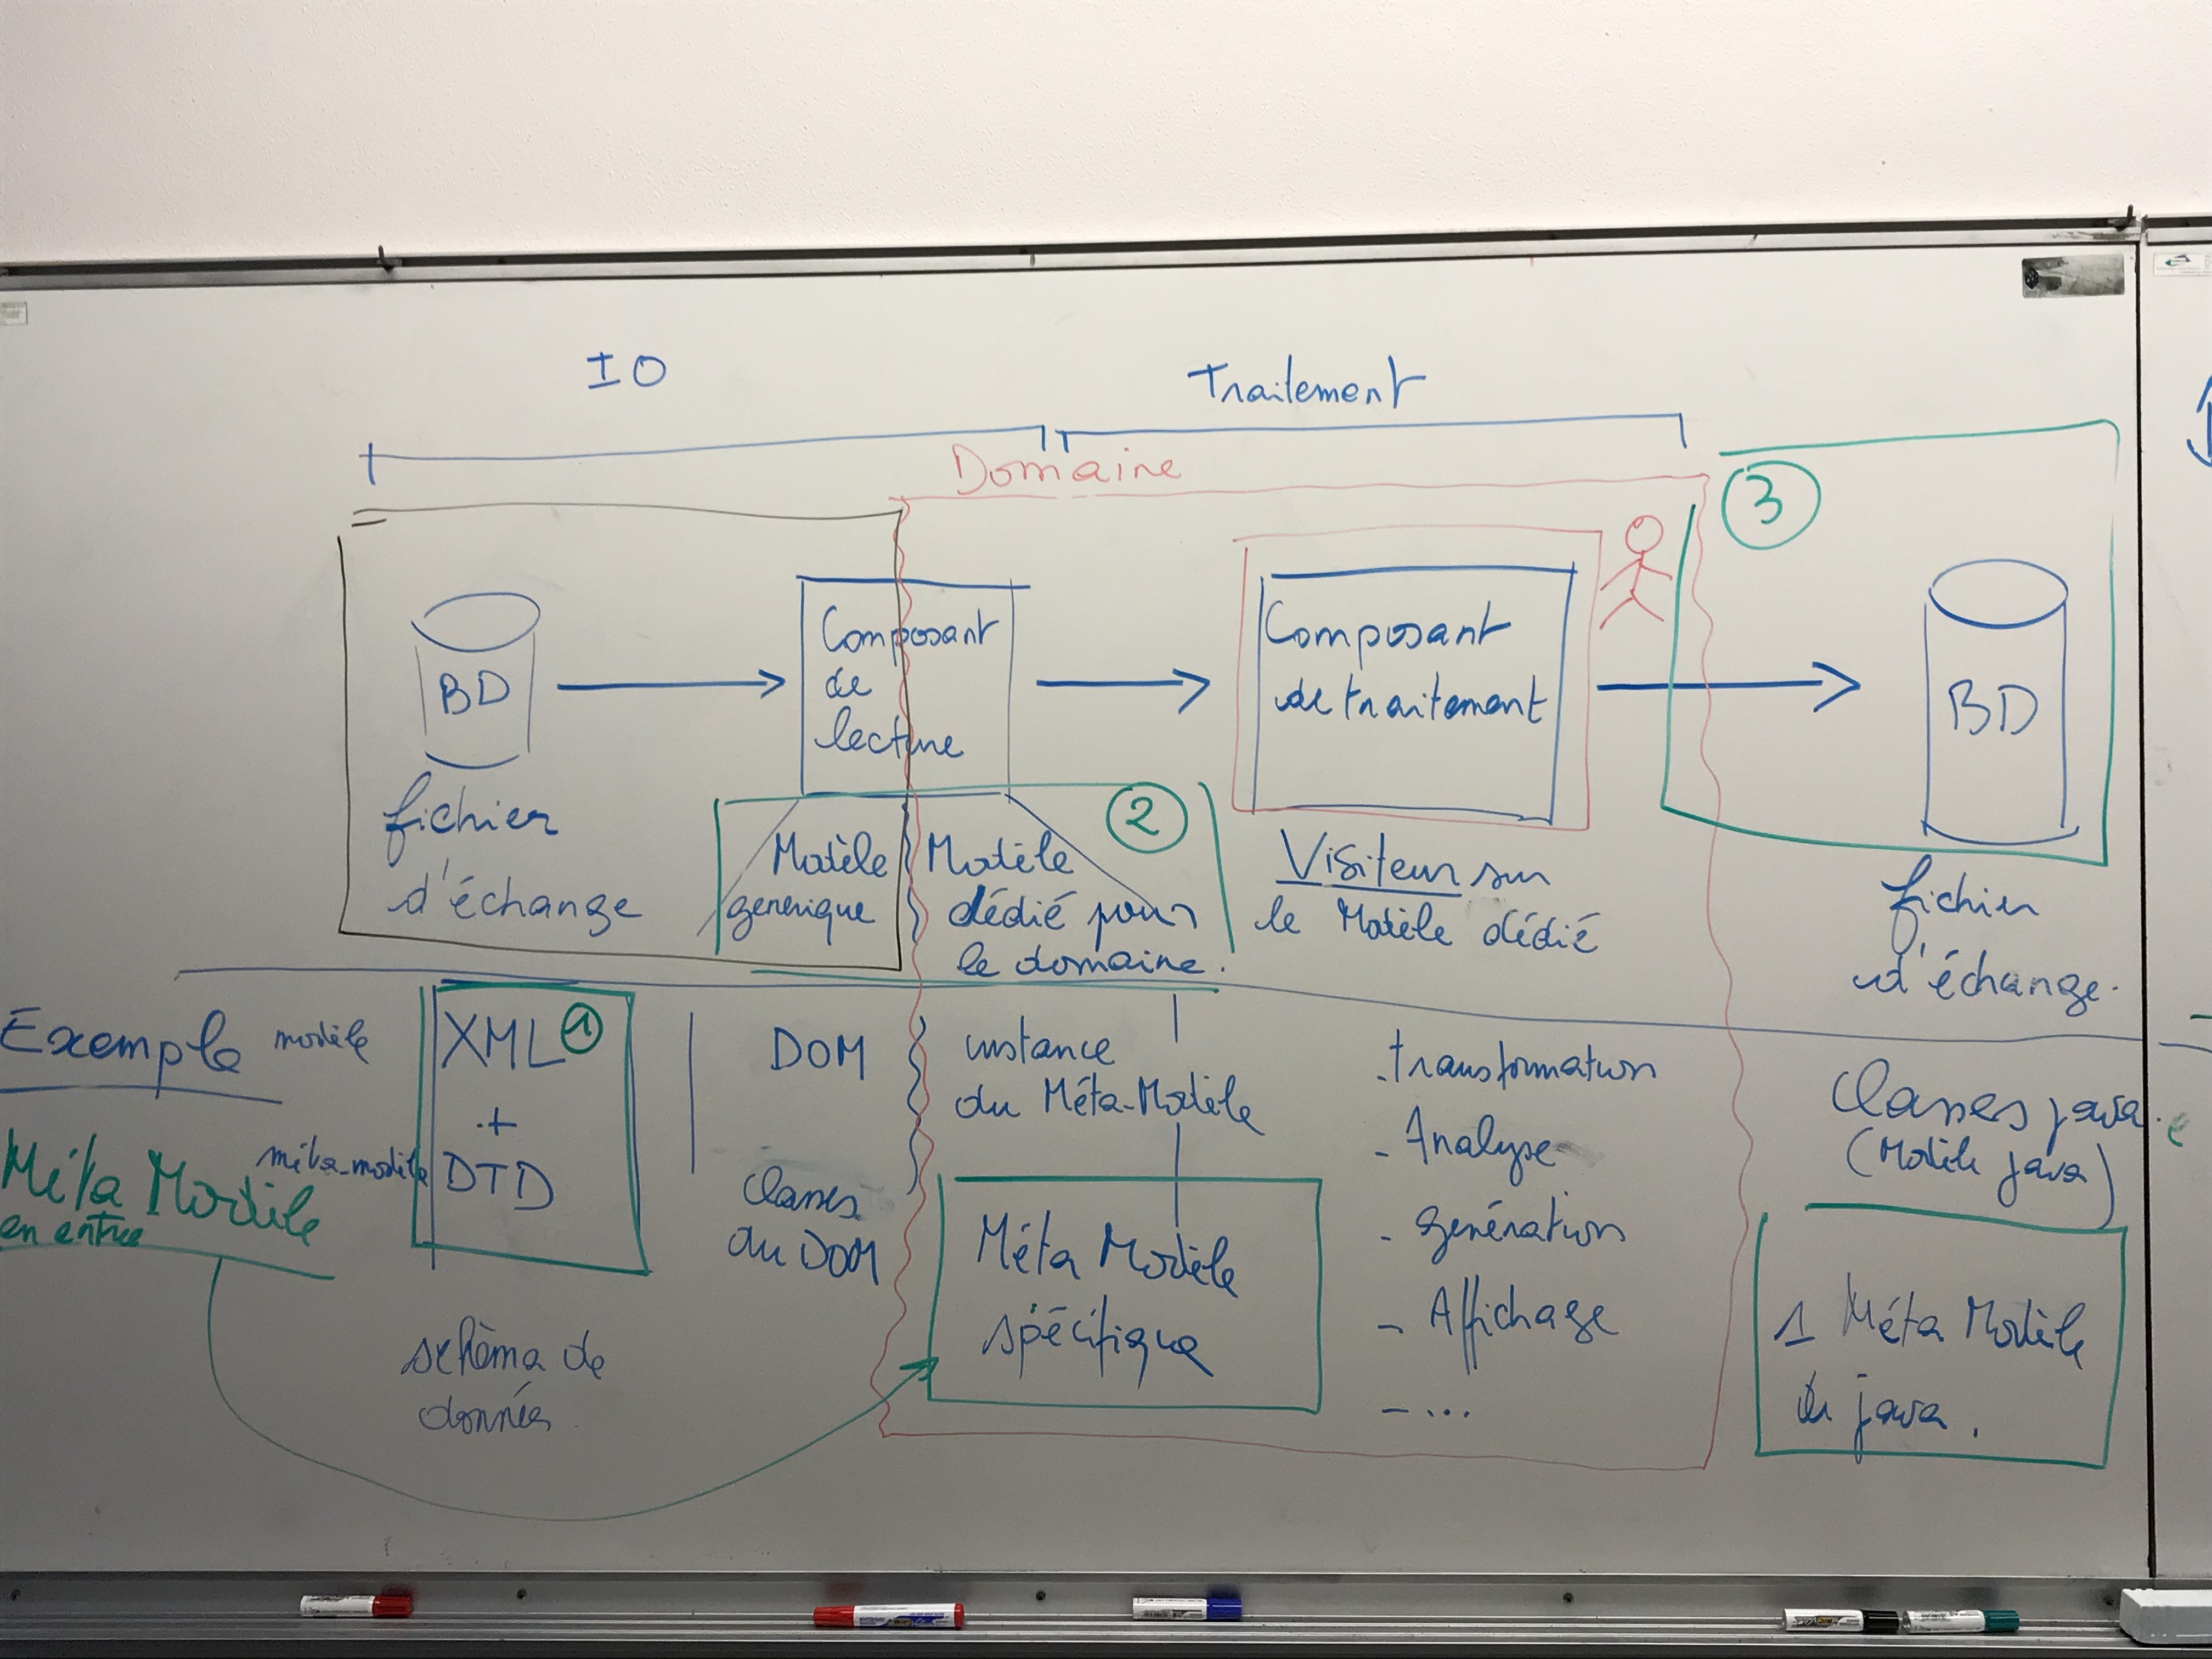 IO
Traitement
Domaine
3
BD
Composant
de
lecture
Composant
de traitement
BD
fichier
d'échange
Modèle
générique
Modèle
dédié pour
le domaine.
2
Visiteur sur
le Modèle dédié
fichier
d'échange.
Exemple
modèle
XML
1
+
DTD
méta-modèle
Méta Modèle
en entrée
schéma de
données
DOM
Classes
du DOM
instance
du Méta-Modèle
Méta Modèle
spécifique
- transformation
- Analyse
- génération
- Affichage
- ...
Classes java.
(Modèle java)
1 Méta Modèle
de java.